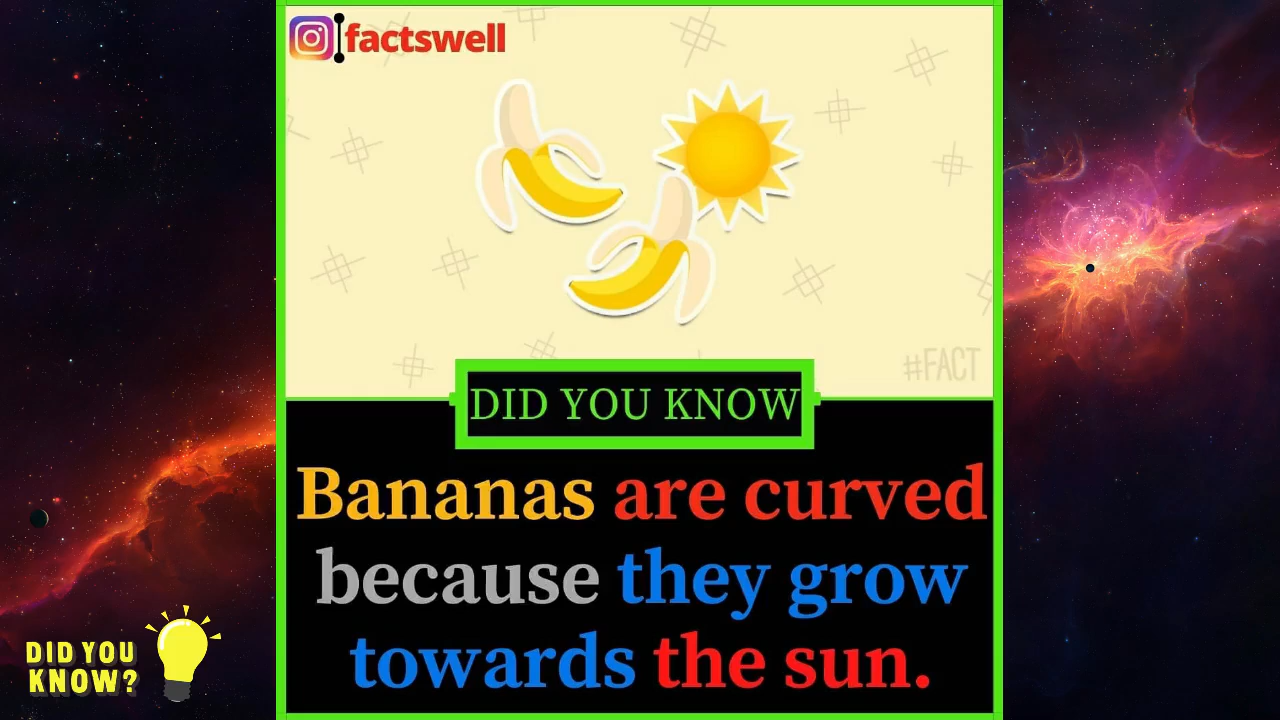 factswell
#FACT
DID YOU KNOW
Bananas are curved
because they grow
towards the sun.
DID YOU
KNOW?